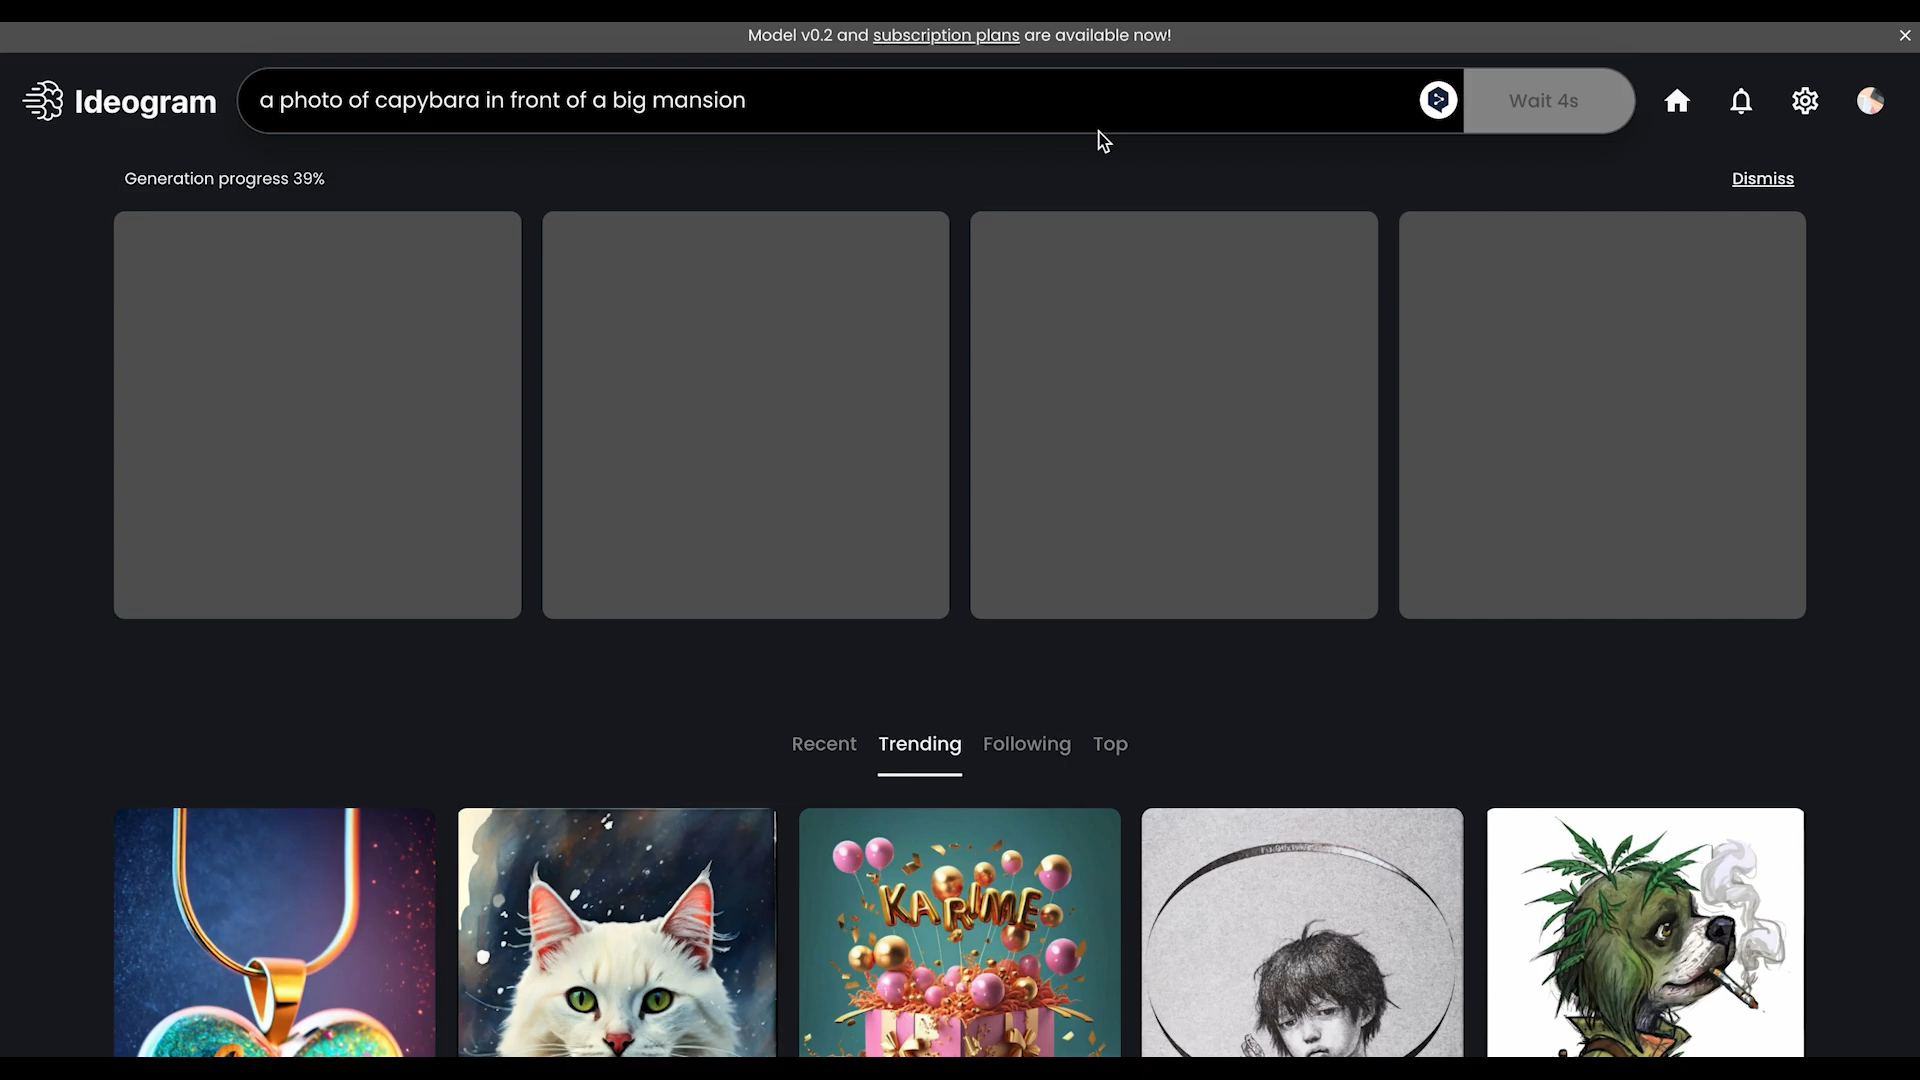 Model v0.2 and subscription plans are available now!
Ideogram
a photo of capybara in front of a big mansion
Wait 4s
Generation progress 39%
Dismiss
Recent
Trending
Following
Top
KARIME